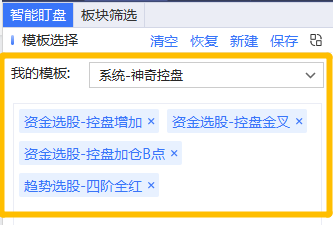 智能盯盘 板块筛选
模板选择 清空 恢复 新建 保存
我的模板: 系统-神奇控盘
资金选股-控盘增加 × 资金选股-控盘金叉 ×
资金选股-控盘加仓B点 ×
趋势选股-四阶全红 ×